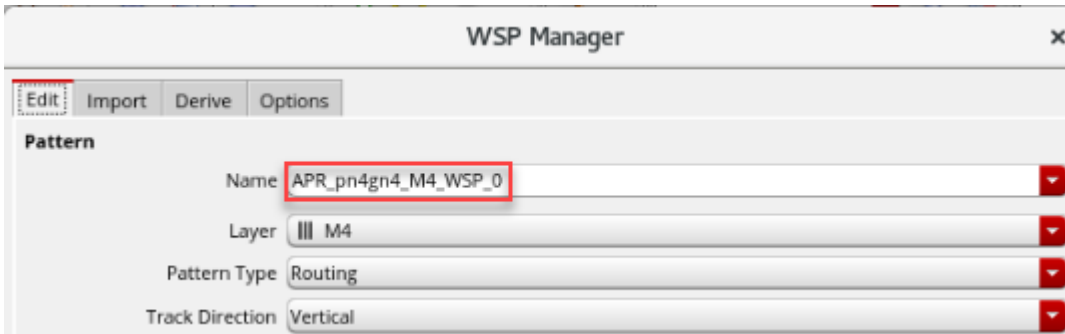 WSP Manager
Edit Import Derive Options
Pattern
Name APR_pn4gn4_M4_WSP_0
Layer M4
Pattern Type Routing
Track Direction Vertical